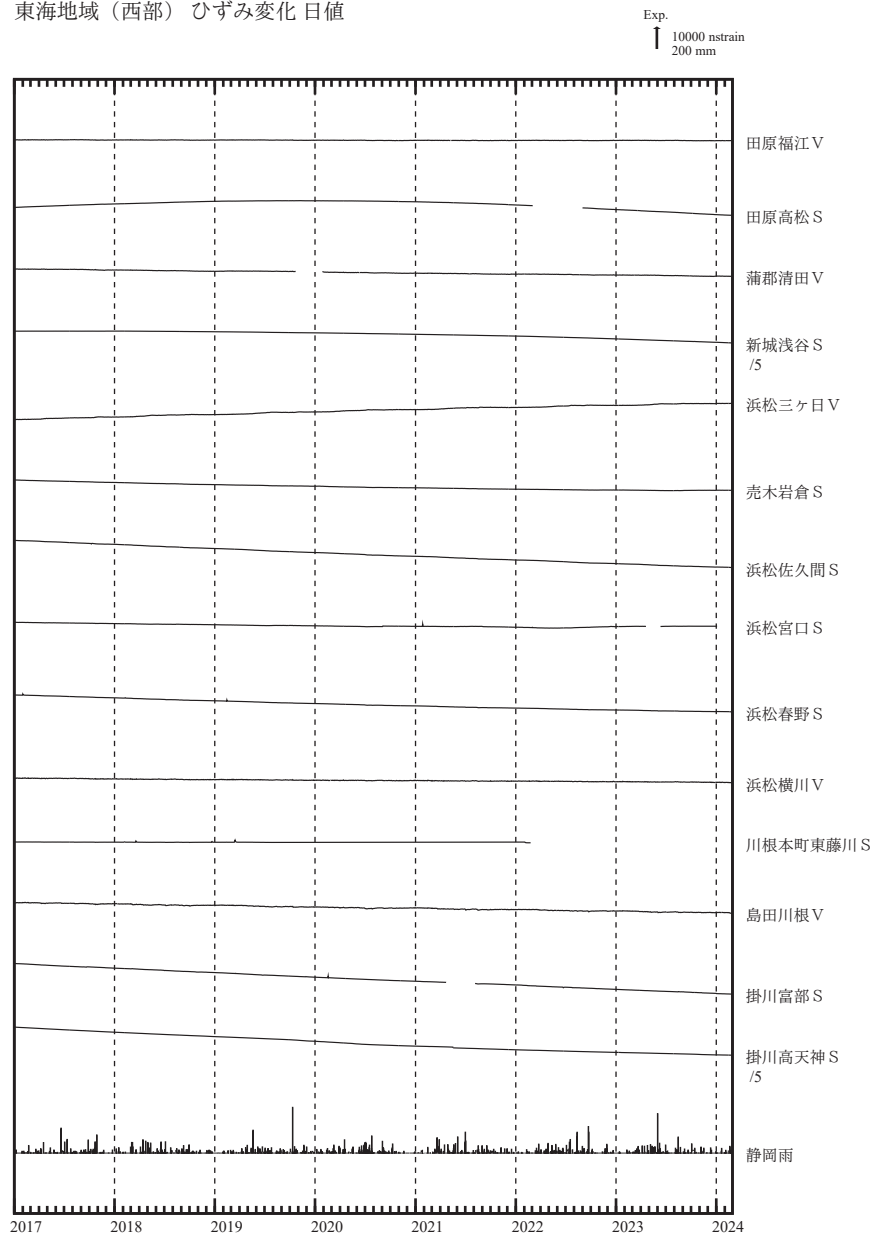 東海地域（西部） ひずみ変化 日値
Exp.
10000 nstrain
200 mm
田原福江Ｖ
田原高松Ｓ
蒲郡清田Ｖ
新城浅谷Ｓ
/5
浜松三ヶ日Ｖ
売木岩倉Ｓ
浜松佐久間Ｓ
浜松宮口Ｓ
浜松春野Ｓ
浜松横川Ｖ
川根本町東藤川Ｓ
島田川根Ｖ
掛川富部Ｓ
掛川高天神Ｓ
/5
静岡雨
2017 2018 2019 2020 2021 2022 2023 2024